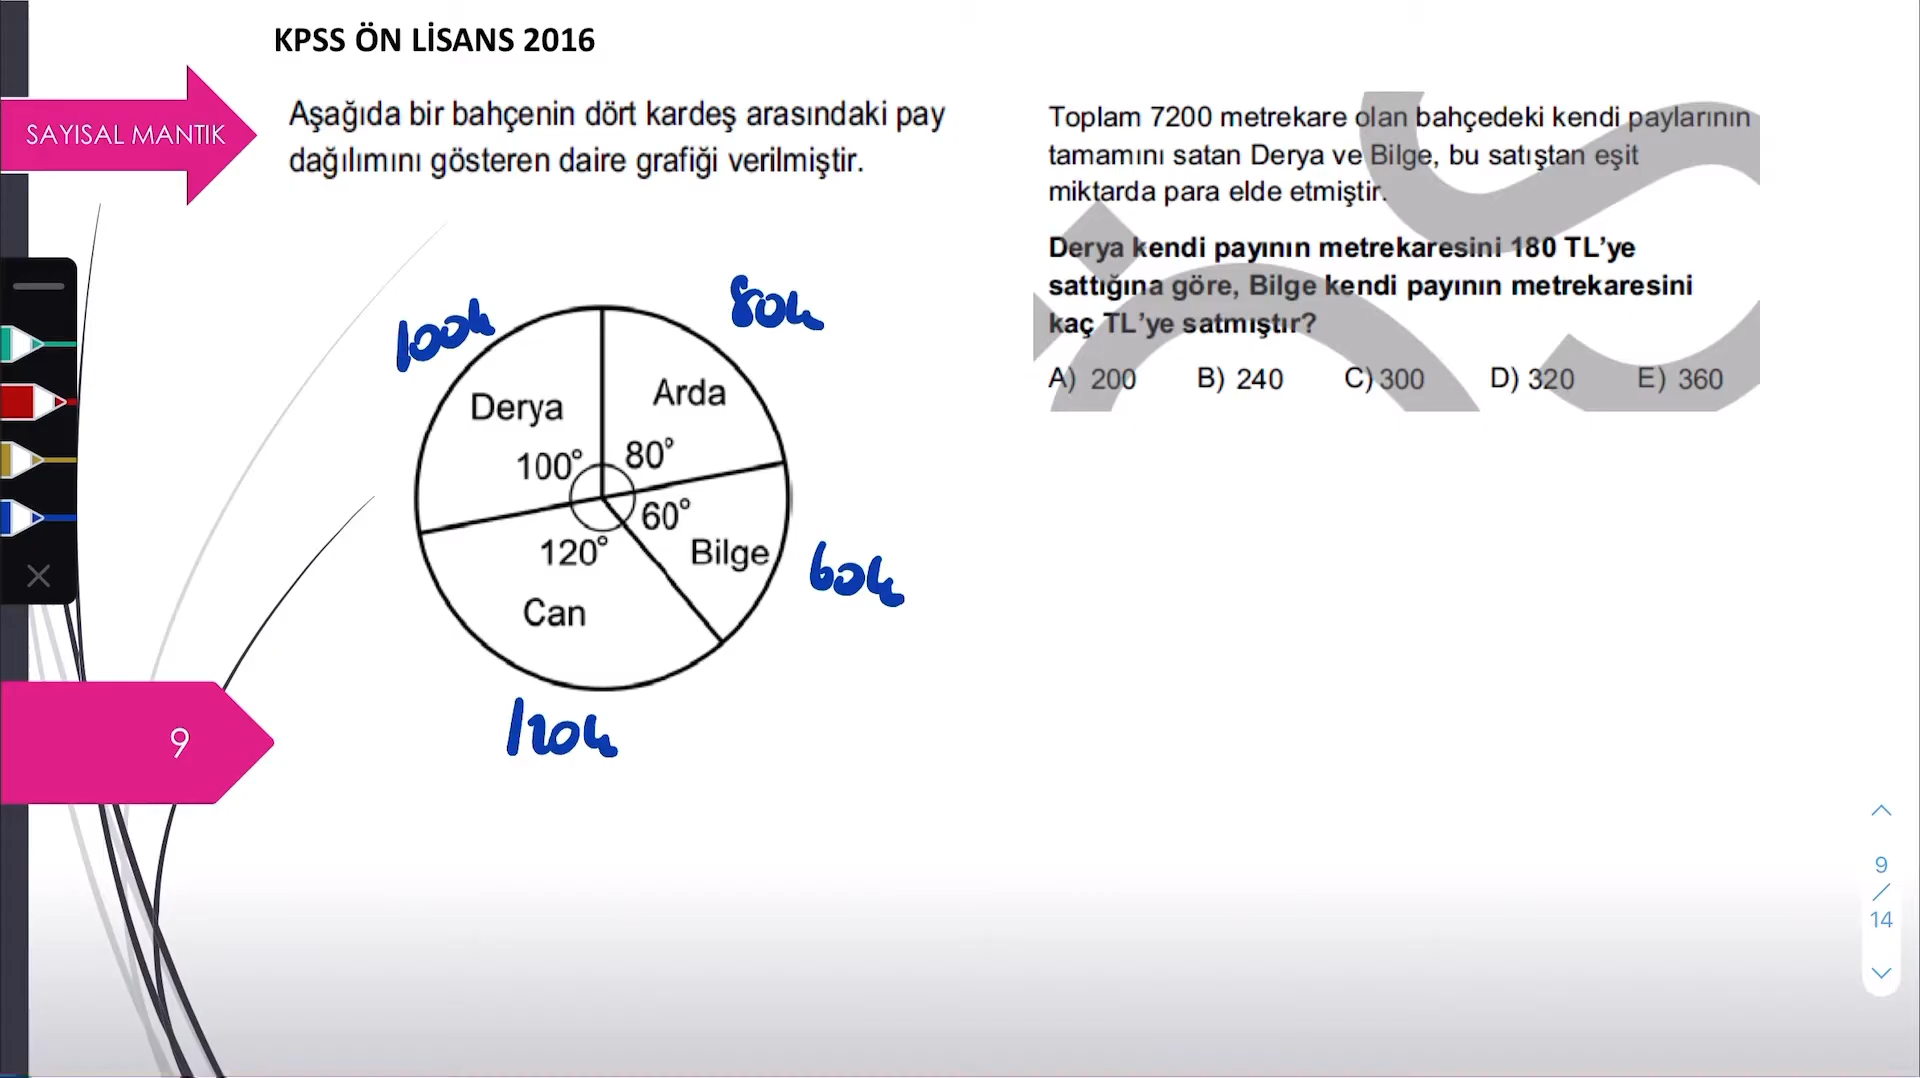 KPSS ÖN LİSANS 2016
SAYISAL MANTIK
Aşağıda bir bahçenin dört kardeş arasındaki pay
dağılımını gösteren daire grafiği verilmiştir.
100k
80k
Derya
Arda
100°
80°
60°
120°
Bilge
Can
60k
120k
Toplam 7200 metrekare olan bahçedeki kendi paylarının
tamamını satan Derya ve Bilge, bu satıştan eşit
miktarda para elde etmiştir.
Derya kendi payının metrekaresini 180 TL'ye
sattığına göre, Bilge kendi payının metrekaresini
kaç TL'ye satmıştır?
A) 200 B) 240 C) 300 D) 320 E) 360
9
9
/
14